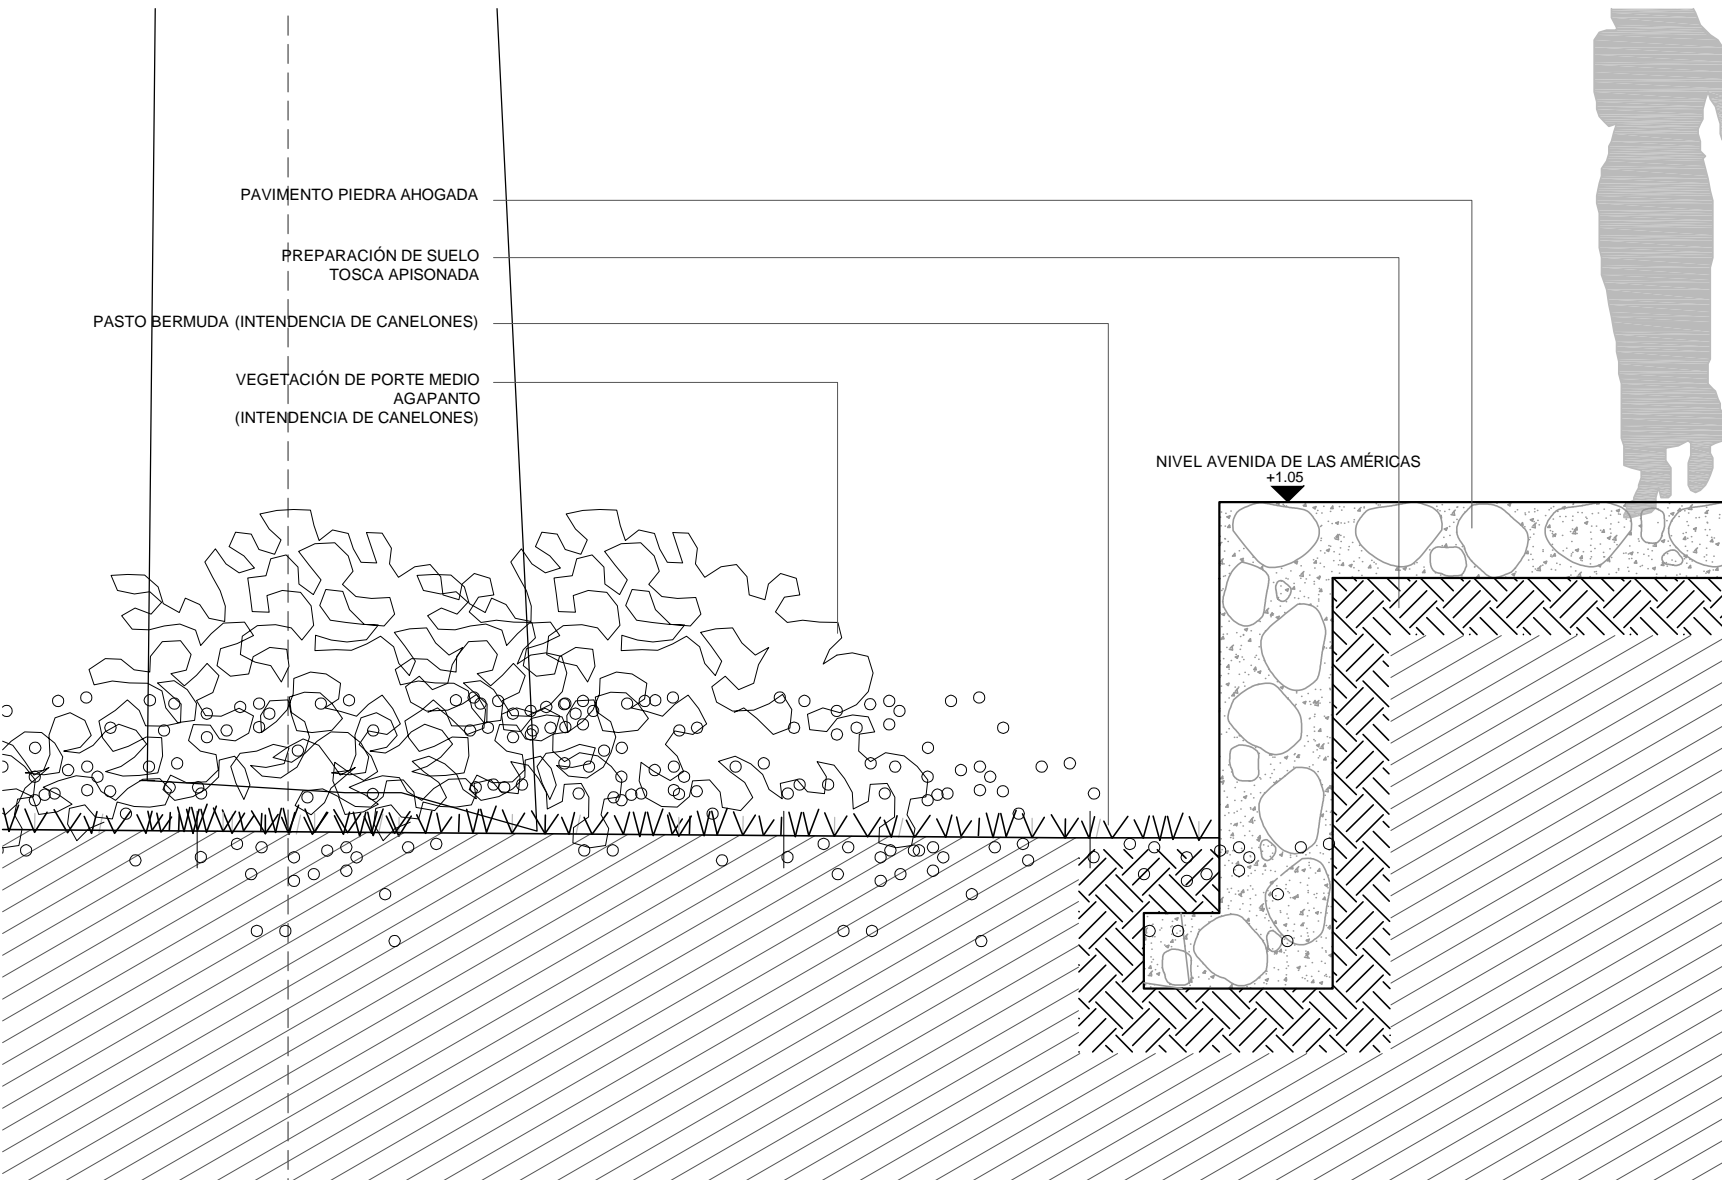 PAVIMENTO PIEDRA AHOGADA
PREPARACIÓN DE SUELO
TOSCA APISONADA
PASTO BERMUDA (INTENDENCIA DE CANELONES)
VEGETACIÓN DE PORTE MEDIO
AGAPANTO
(INTENDENCIA DE CANELONES)
NIVEL AVENIDA DE LAS AMÉRICAS
+1.05